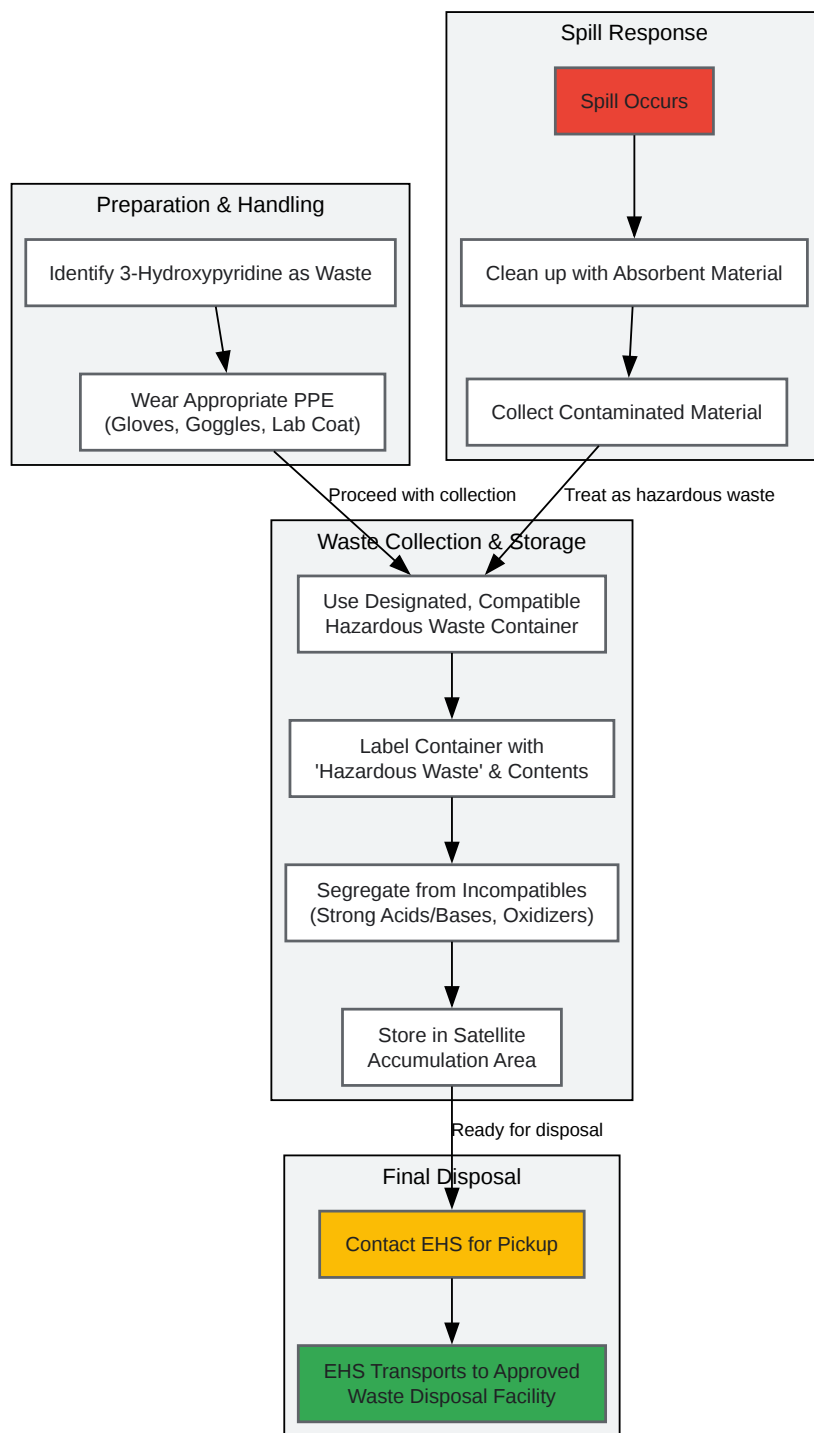 Spill Response
Spill Occurs
Preparation & Handling
Identify 3-Hydroxypyridine as Waste
Clean up with Absorbent Material
Wear Appropriate PPE
(Gloves, Goggles, Lab Coat)
Collect Contaminated Material
Proceed with collection
Treat as hazardous waste
Waste Collection & Storage
Use Designated, Compatible
Hazardous Waste Container
Label Container with
'Hazardous Waste' & Contents
Segregate from Incompatibles
(Strong Acids/Bases, Oxidizers)
Store in Satellite
Accumulation Area
Ready for disposal
Final Disposal
Contact EHS for Pickup
EHS Transports to Approved
Waste Disposal Facility